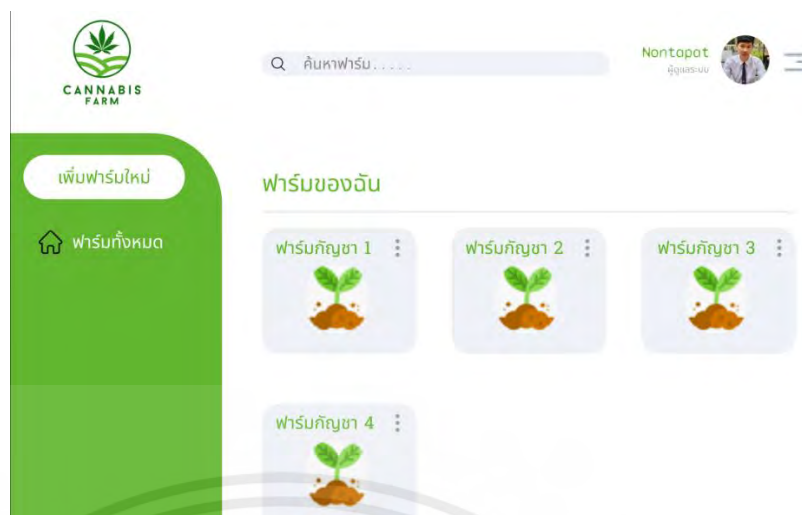 CANNABIS
FARM
ค้นหาฟาร์ม.....
Nontapat
ผู้ดูแลระบบ
เพิ่มฟาร์มใหม่
ฟาร์มทั้งหมด
ฟาร์มของฉัน
ฟาร์มกัญชา 1
ฟาร์มกัญชา 2
ฟาร์มกัญชา 3
ฟาร์มกัญชา 4